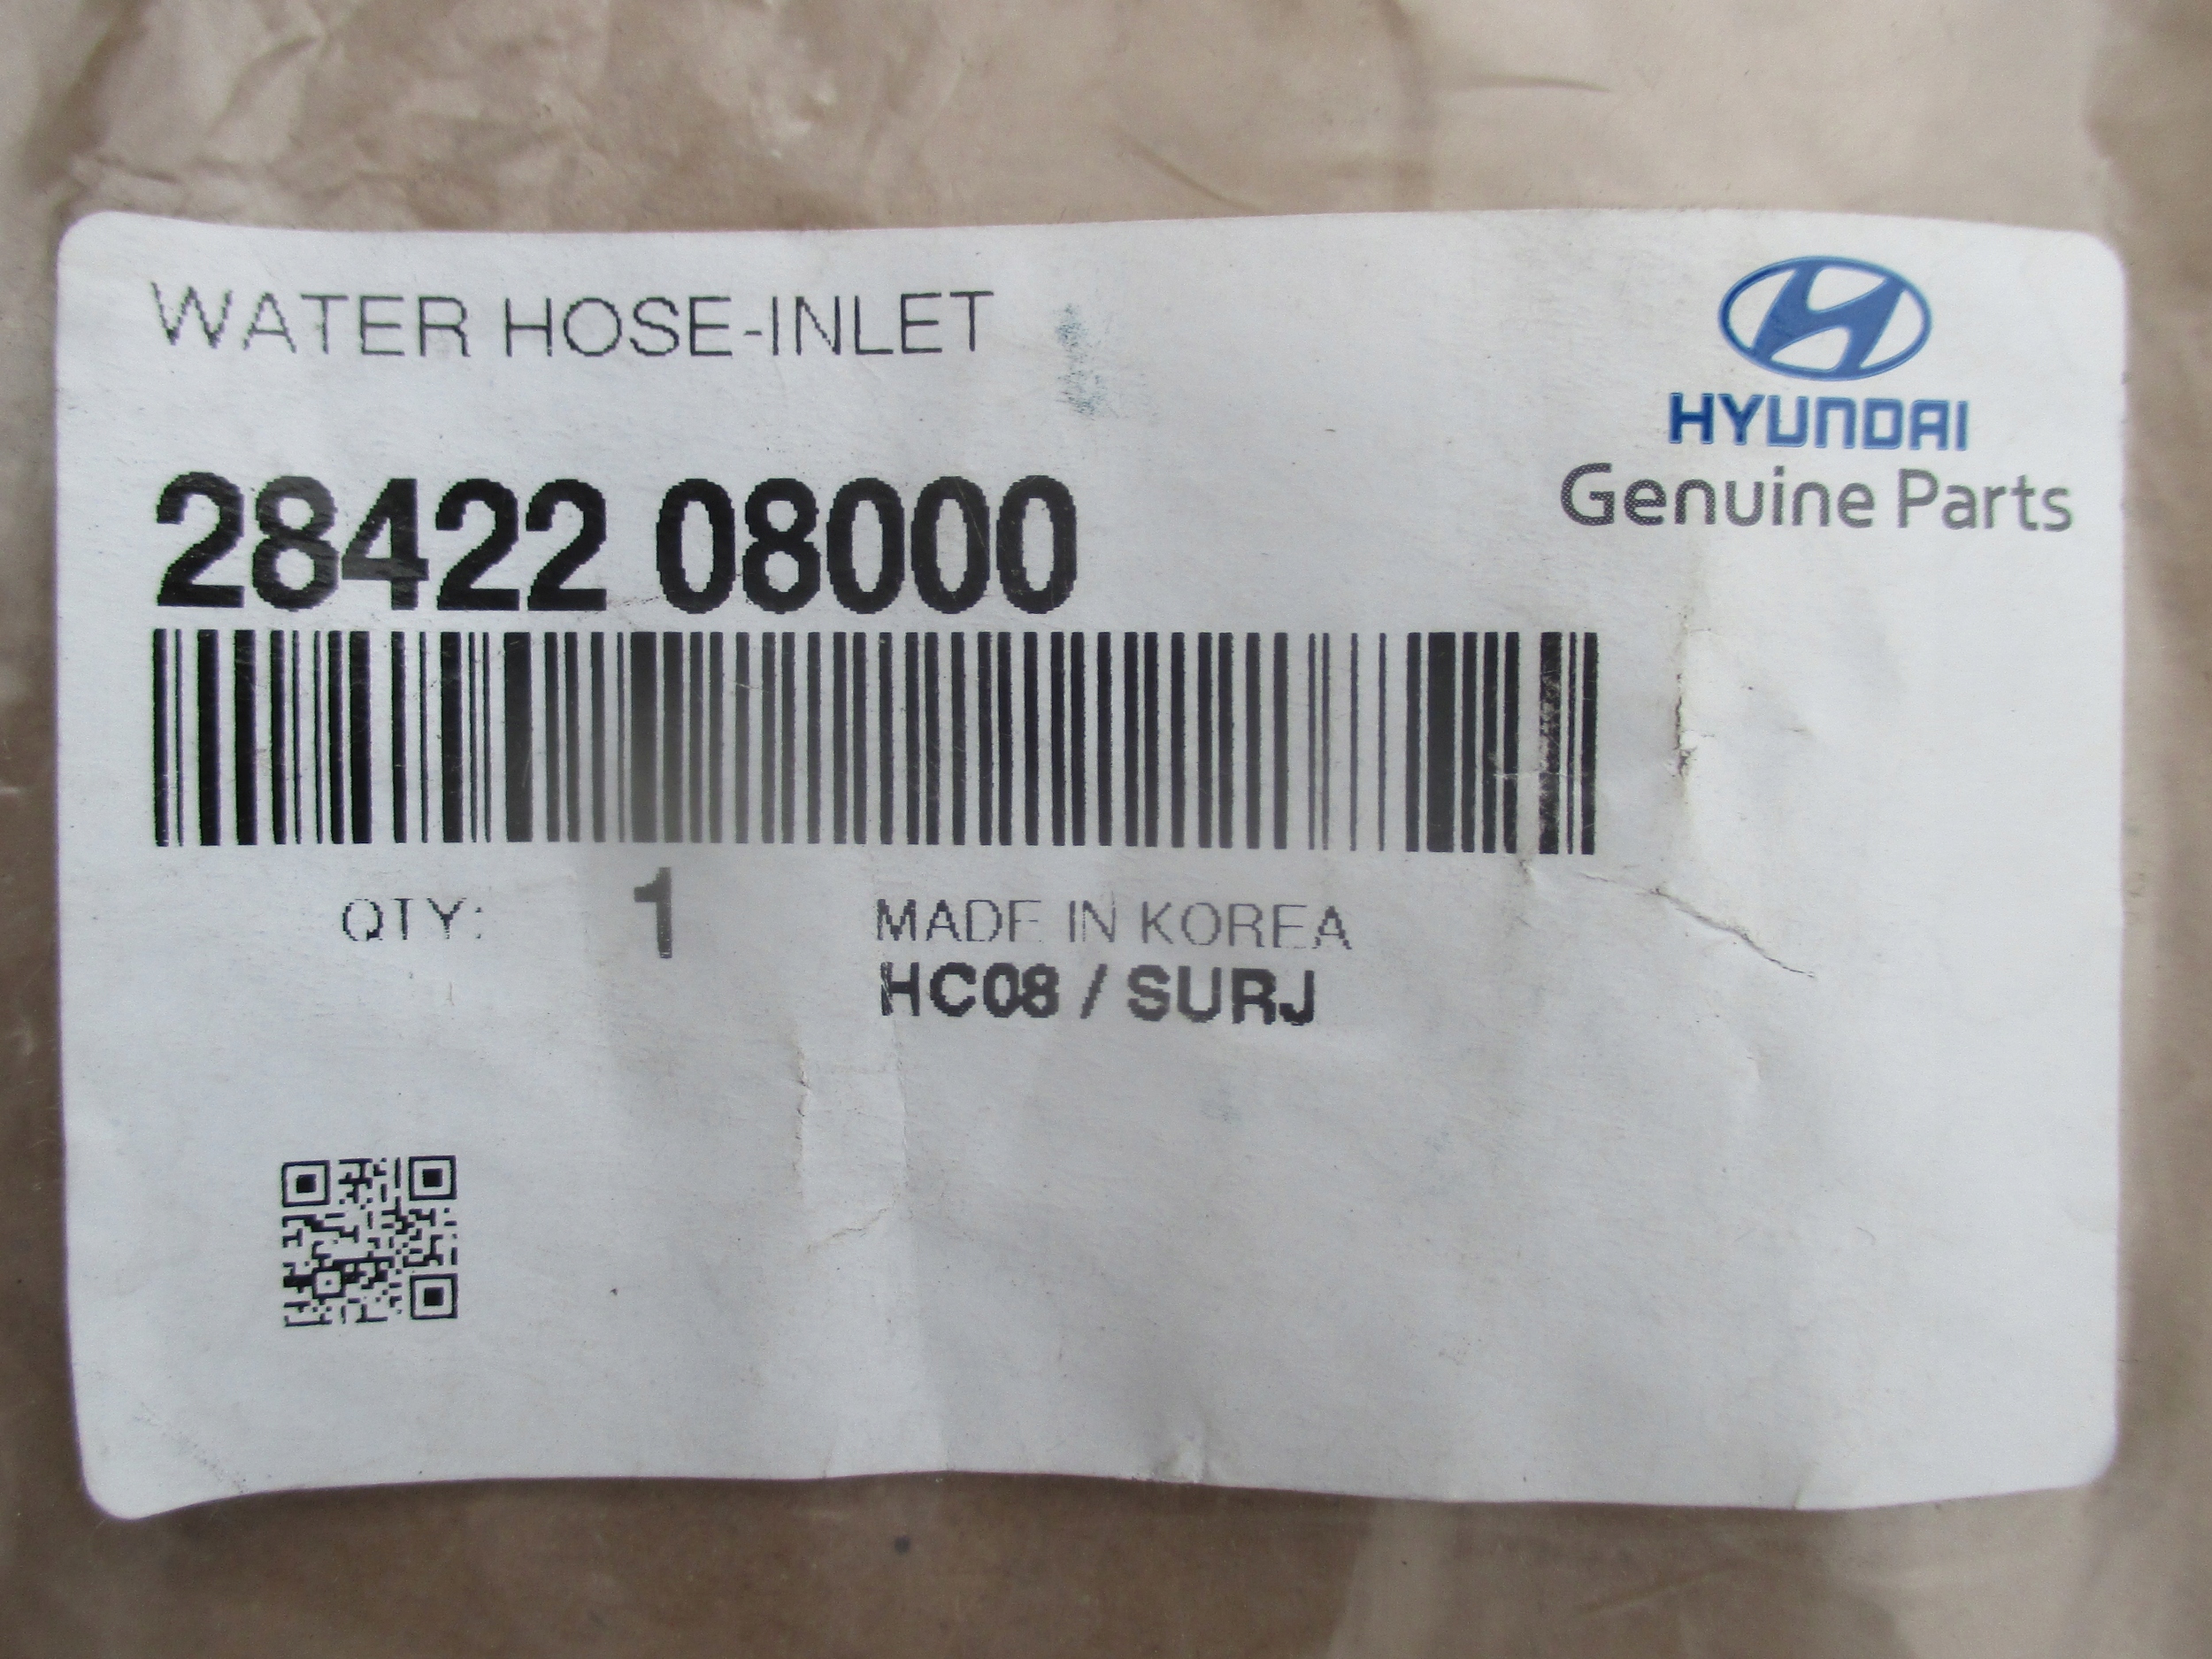 WATER HOSE-INLET
HYUNDAI
Genuine Parts
28422 08000
QTY: 1
MADE IN KOREA
HC08 / SURJ